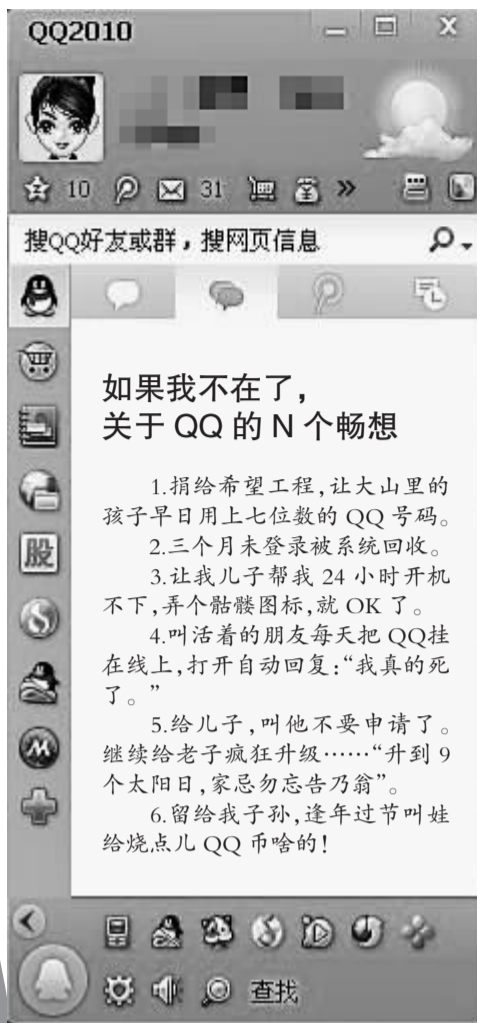 QQ2010
10 31
搜QQ好友或群，搜网页信息
股
如果我不在了，
关于 QQ 的 N 个畅想
1.捐给希望工程，让大山里的
孩子早日用上七位数的 QQ 号码。
2.三个月未登录被系统回收。
3.让我儿子帮我 24 小时开机
不下，弄个骷髅图标，就 OK 了。
4.叫活着的朋友每天把 QQ挂
在线上，打开自动回复：“我真的死
了。”
5.给儿子，叫他不要申请了。
继续给老子疯狂升级……“升到 9
个太阳日，家忌勿忘告乃翁”。
6.留给我子孙，逢年过节叫娃
给烧点儿 QQ 币啥的！
查找